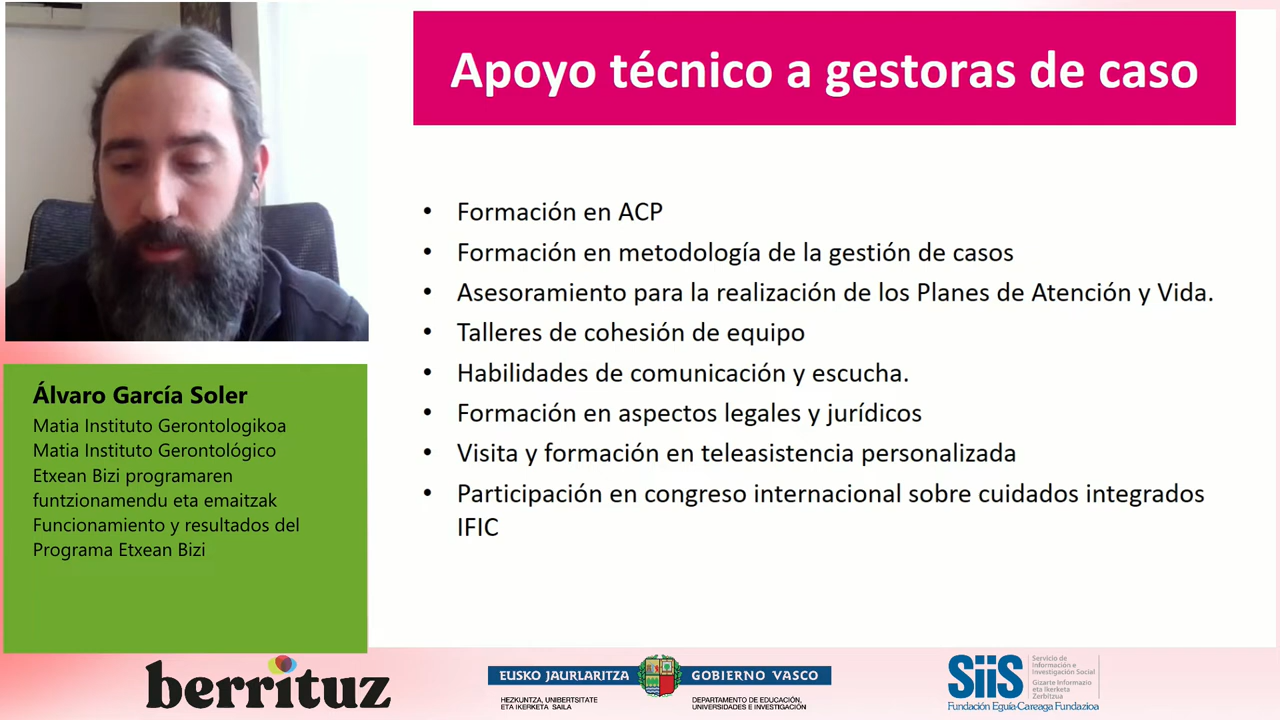 Apoyo técnico a gestoras de caso
• Formación en ACP
• Formación en metodología de la gestión de casos
• Asesoramiento para la realización de los Planes de Atención y Vida.
• Talleres de cohesión de equipo
• Habilidades de comunicación y escucha.
• Formación en aspectos legales y jurídicos
• Visita y formación en teleasistencia personalizada
• Participación en congreso internacional sobre cuidados integrados
IFIC
Álvaro García Soler
Matia Instituto Gerontologikoa
Matia Instituto Gerontológico
Etxean Bizi programaren
funtzionamendu eta emaitzak
Funcionamiento y resultados del
Programa Etxean Bizi
berrituz
EUSKO JAURLARITZA GOBIERNO VASCO
HEZKUNTZA, UNIBERTSITATE
ETA IKERKETA SAILA
DEPARTAMENTO DE EDUCACIÓN,
UNIVERSIDADES E INVESTIGACIÓN
SiiS
Servicio de
Información e
Investigación Social
Gizarte Informazio
eta Ikerketa
Zerbitzua
Fundación Eguía-Careaga Fundazioa